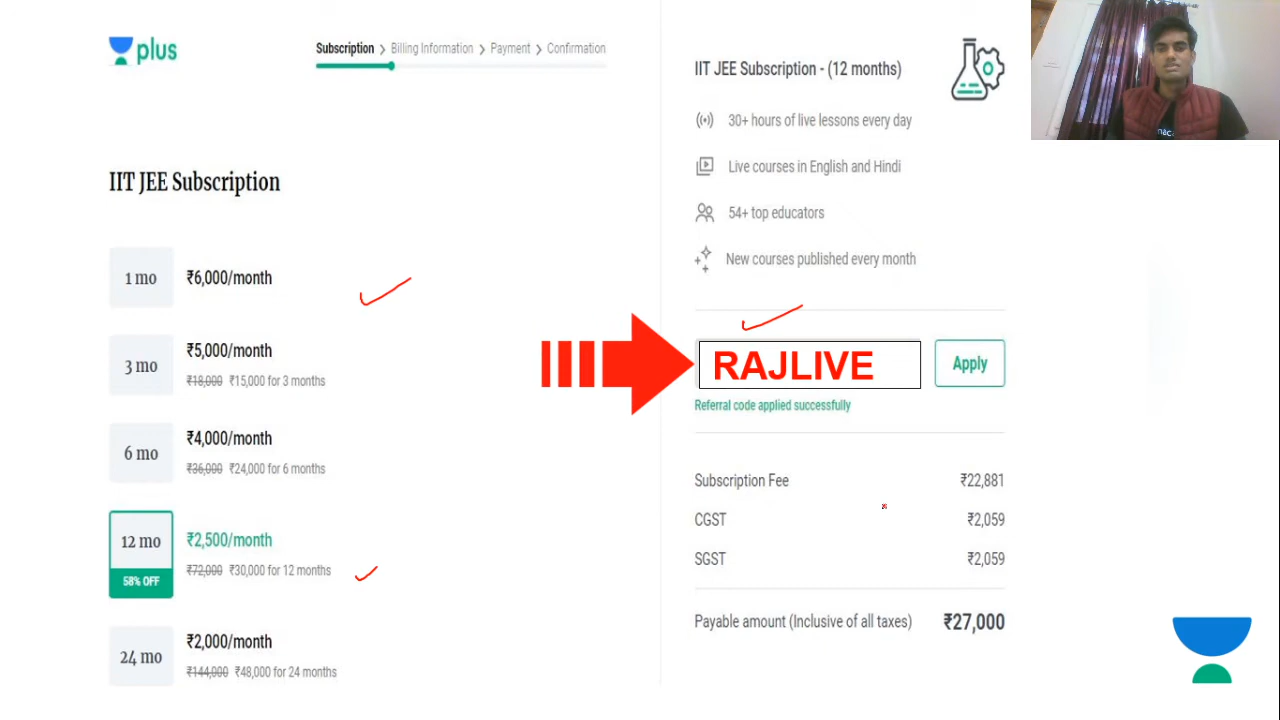 plus
Subscription > Billing Information > Payment > Confirmation
IIT JEE Subscription
1 mo
₹6,000/month
3 mo
₹5,000/month
₹18,000 ₹15,000 for 3 months
6 mo
₹4,000/month
₹36,000 ₹24,000 for 6 months
12 mo
58% OFF
₹2,500/month
₹72,000 ₹30,000 for 12 months
24 mo
₹2,000/month
₹144,000 ₹48,000 for 24 months
IIT JEE Subscription - (12 months)
30+ hours of live lessons every day
Live courses in English and Hindi
54+ top educators
New courses published every month
RAJLIVE
Apply
Referral code applied successfully
Subscription Fee ₹22,881
CGST ₹2,059
SGST ₹2,059
Payable amount (Inclusive of all taxes) ₹27,000